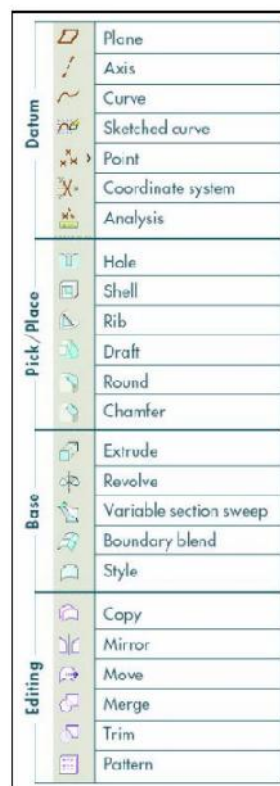 Datum
Plane
Axis
Curve
Sketched curve
Point
Coordinate system
Analysis
Pick/Place
Hole
Shell
Rib
Draft
Round
Chamfer
Base
Extrude
Revolve
Variable section sweep
Boundary blend
Style
Editing
Copy
Mirror
Move
Merge
Trim
Pattern